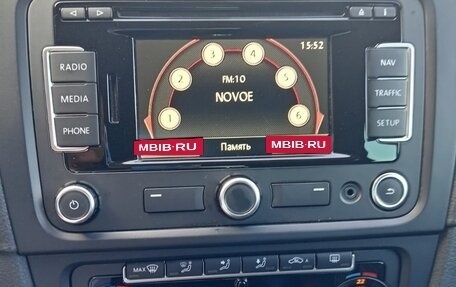 15:52
RADIO
3 4
NAV
2 5
FM:10
MEDIA
NOVOE
TRAFFIC
1 6
PHONE
SETUP
MBIB-RU
Память
MBIB-RU
MAX
A
22